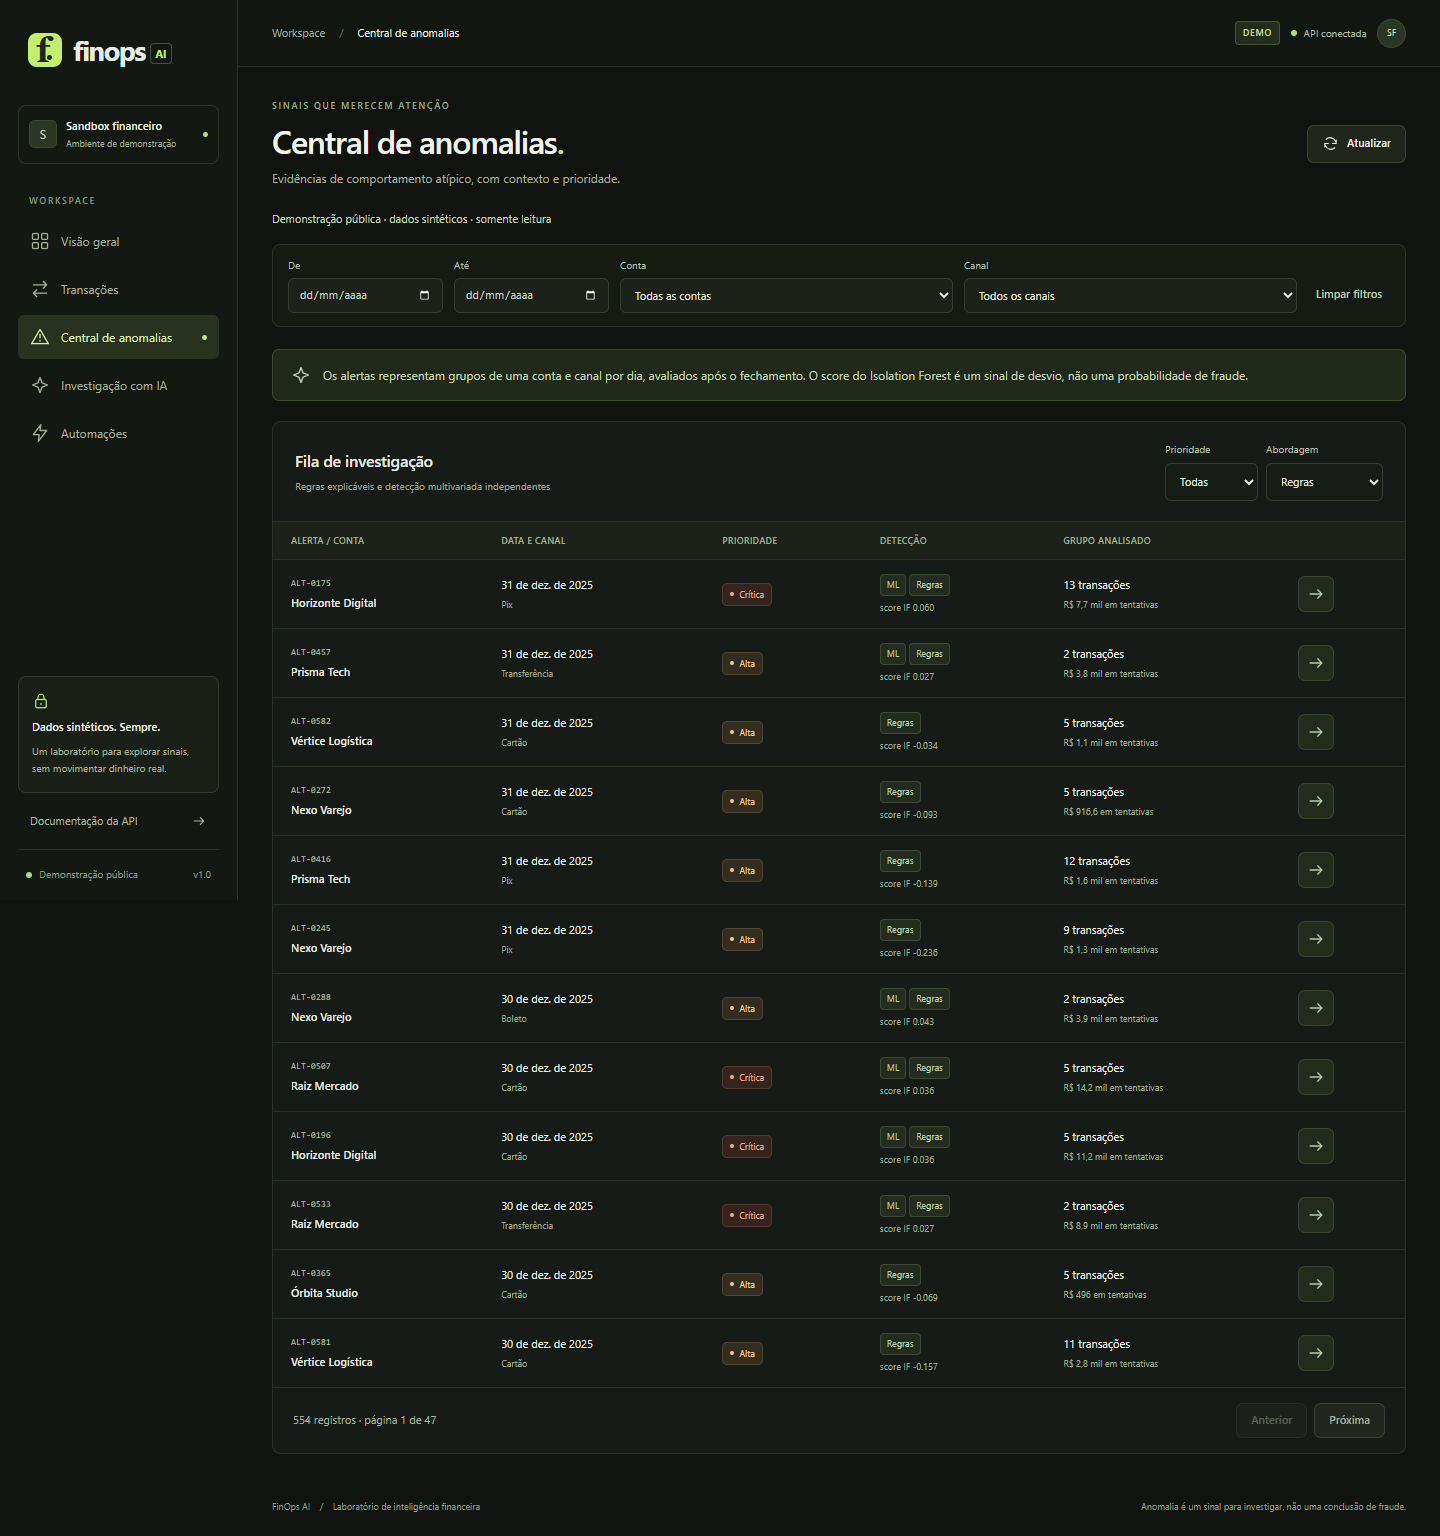 finops AI
S
Sandbox financeiro
Ambiente de demonstração
WORKSPACE
Visão geral
Transações
Central de anomalias
Investigação com IA
Automações
Dados sintéticos. Sempre.
Um laboratório para explorar sinais,
sem movimentar dinheiro real.
Documentação da API
Demonstração pública v1.0
Workspace / Central de anomalias
DEMO API conectada SF
SINAIS QUE MERECEM ATENÇÃO
Central de anomalias.
Atualizar
Evidências de comportamento atípico, com contexto e prioridade.
Demonstração pública · dados sintéticos · somente leitura
De Até Conta Canal
dd/mm/aaaa dd/mm/aaaa Todas as contas Todos os canais Limpar filtros
Os alertas representam grupos de uma conta e canal por dia, avaliados após o fechamento. O score do Isolation Forest é um sinal de desvio, não uma probabilidade de fraude.
Fila de investigação
Regras explicáveis e detecção multivariada independentes
Prioridade Abordagem
Todas Regras
ALERTA / CONTA DATA E CANAL PRIORIDADE DETECÇÃO GRUPO ANALISADO
ALT-0175 31 de dez. de 2025 Crítica ML Regras 13 transações
Horizonte Digital Pix score IF 0.060 R$ 7,7 mil em tentativas
ALT-0457 31 de dez. de 2025 Alta ML Regras 2 transações
Prisma Tech Transferência score IF 0.027 R$ 3,8 mil em tentativas
ALT-0582 31 de dez. de 2025 Alta Regras 5 transações
Vértice Logística Cartão score IF -0.034 R$ 1,1 mil em tentativas
ALT-0272 31 de dez. de 2025 Alta Regras 5 transações
Nexo Varejo Cartão score IF -0.093 R$ 916,6 em tentativas
ALT-0416 31 de dez. de 2025 Alta Regras 12 transações
Prisma Tech Pix score IF -0.139 R$ 1,6 mil em tentativas
ALT-0245 31 de dez. de 2025 Alta Regras 9 transações
Nexo Varejo Pix score IF -0.236 R$ 1,3 mil em tentativas
ALT-0288 30 de dez. de 2025 Alta ML Regras 2 transações
Nexo Varejo Boleto score IF 0.043 R$ 3,9 mil em tentativas
ALT-0507 30 de dez. de 2025 Crítica ML Regras 5 transações
Raiz Mercado Cartão score IF 0.036 R$ 14,2 mil em tentativas
ALT-0196 30 de dez. de 2025 Crítica ML Regras 5 transações
Horizonte Digital Cartão score IF 0.036 R$ 11,2 mil em tentativas
ALT-0533 30 de dez. de 2025 Crítica ML Regras 2 transações
Raiz Mercado Transferência score IF 0.027 R$ 8,9 mil em tentativas
ALT-0365 30 de dez. de 2025 Alta Regras 5 transações
Órbita Studio Cartão score IF -0.069 R$ 496 em tentativas
ALT-0581 30 de dez. de 2025 Alta Regras 11 transações
Vértice Logística Cartão score IF -0.157 R$ 2,8 mil em tentativas
554 registros · página 1 de 47 Anterior Próxima
FinOps AI / Laboratório de inteligência financeira
Anomalia é um sinal para investigar, não uma conclusão de fraude.